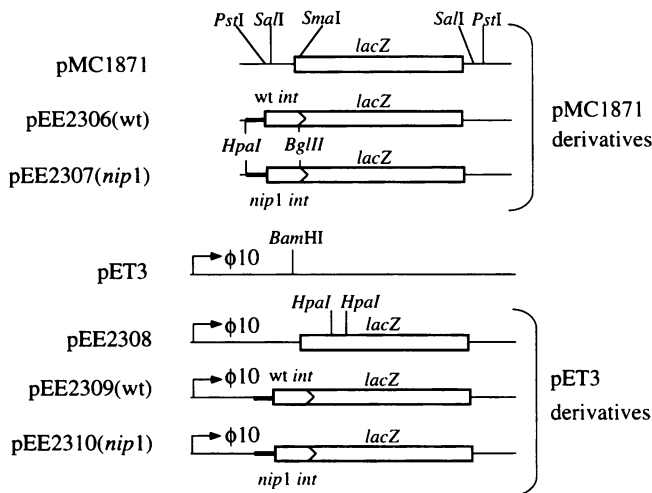 PstI SalI SmaI SalI PstI
pMC1871 lacZ
wt int lacZ
pEE2306(wt)
HpaI BglII
pEE2307(nip1) lacZ
nip1 int
pMC1871
derivatives
BamHI
pET3 ϕ10
HpaI HpaI
pEE2308 ϕ10 lacZ
pEE2309(wt) ϕ10 wt int lacZ
pEE2310(nip1) ϕ10 lacZ
nip1 int
pET3
derivatives